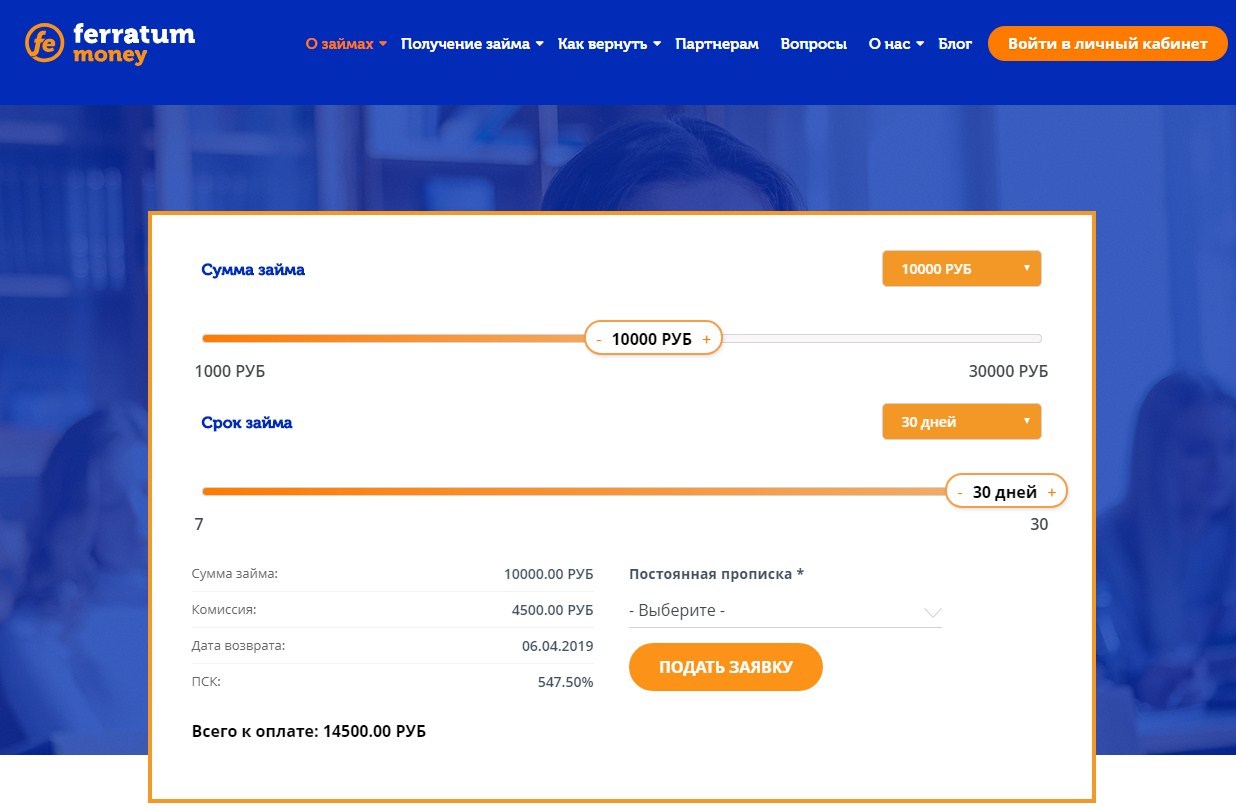 ferratum
money
О займах Получение займа Как вернуть Партнерам Вопросы О нас Блог Войти в личный кабинет
Сумма займа 10000 РУБ
- 10000 РУБ +
1000 РУБ 30000 РУБ
Срок займа 30 дней
- 30 дней +
7 30
Сумма займа: 10000.00 РУБ Постоянная прописка *
Комиссия: 4500.00 РУБ - Выберите -
Дата возврата: 06.04.2019
ПСК: 547.50% ПОДАТЬ ЗАЯВКУ
Всего к оплате: 14500.00 РУБ